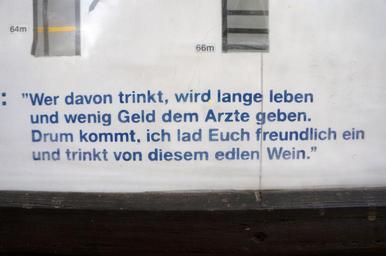 64m
66m
: "Wer davon trinkt, wird lange leben
und wenig Geld dem Arzte geben.
Drum kommt, ich lad Euch freundlich ein
und trinkt von diesem edlen Wein."